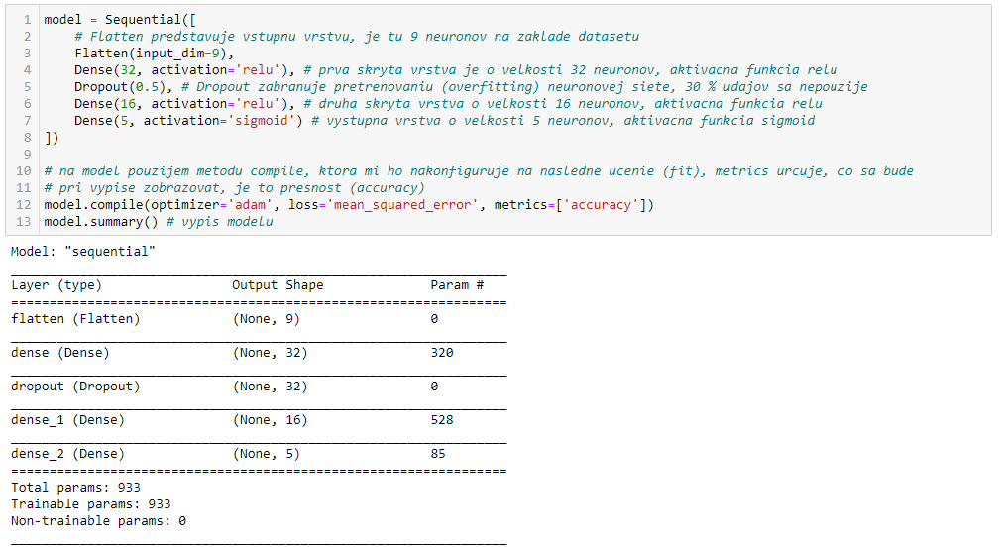 1 model = Sequential([
2     # Flatten predstavuje vstupnu vrstvu, je tu 9 neuronov na zaklade datasetu
3     Flatten(input_dim=9),
4     Dense(32, activation='relu'), # prva skryta vrstva je o velkosti 32 neuronov, aktivacna funkcia relu
5     Dropout(0.5), # Dropout zabranuje pretrenovaniu (overfitting) neuronovej siete, 30 % udajov sa nepouzije
6     Dense(16, activation='relu'), # druha skryta vrstva o velkosti 16 neuronov, aktivacna funkcia relu
7     Dense(5, activation='sigmoid') # vystupna vrstva o velkosti 5 neuronov, aktivacna funkcia sigmoid
8 ])
9
10 # na model pouzijem metodu compile, ktora mi ho nakonfiguruje na nasledne ucenie (fit), metrics urcuje, co sa bude
11 # pri vypise zobrazovat, je to presnost (accuracy)
12 model.compile(optimizer='adam', loss='mean_squared_error', metrics=['accuracy'])
13 model.summary() # vypis modelu
Model: "sequential"
_________________________________________________________________
Layer (type)                 Output Shape              Param #
=================================================================
flatten (Flatten)            (None, 9)                 0
_________________________________________________________________
dense (Dense)                (None, 32)                320
_________________________________________________________________
dropout (Dropout)            (None, 32)                0
_________________________________________________________________
dense_1 (Dense)              (None, 16)                528
_________________________________________________________________
dense_2 (Dense)              (None, 5)                 85
=================================================================
Total params: 933
Trainable params: 933
Non-trainable params: 0
_________________________________________________________________